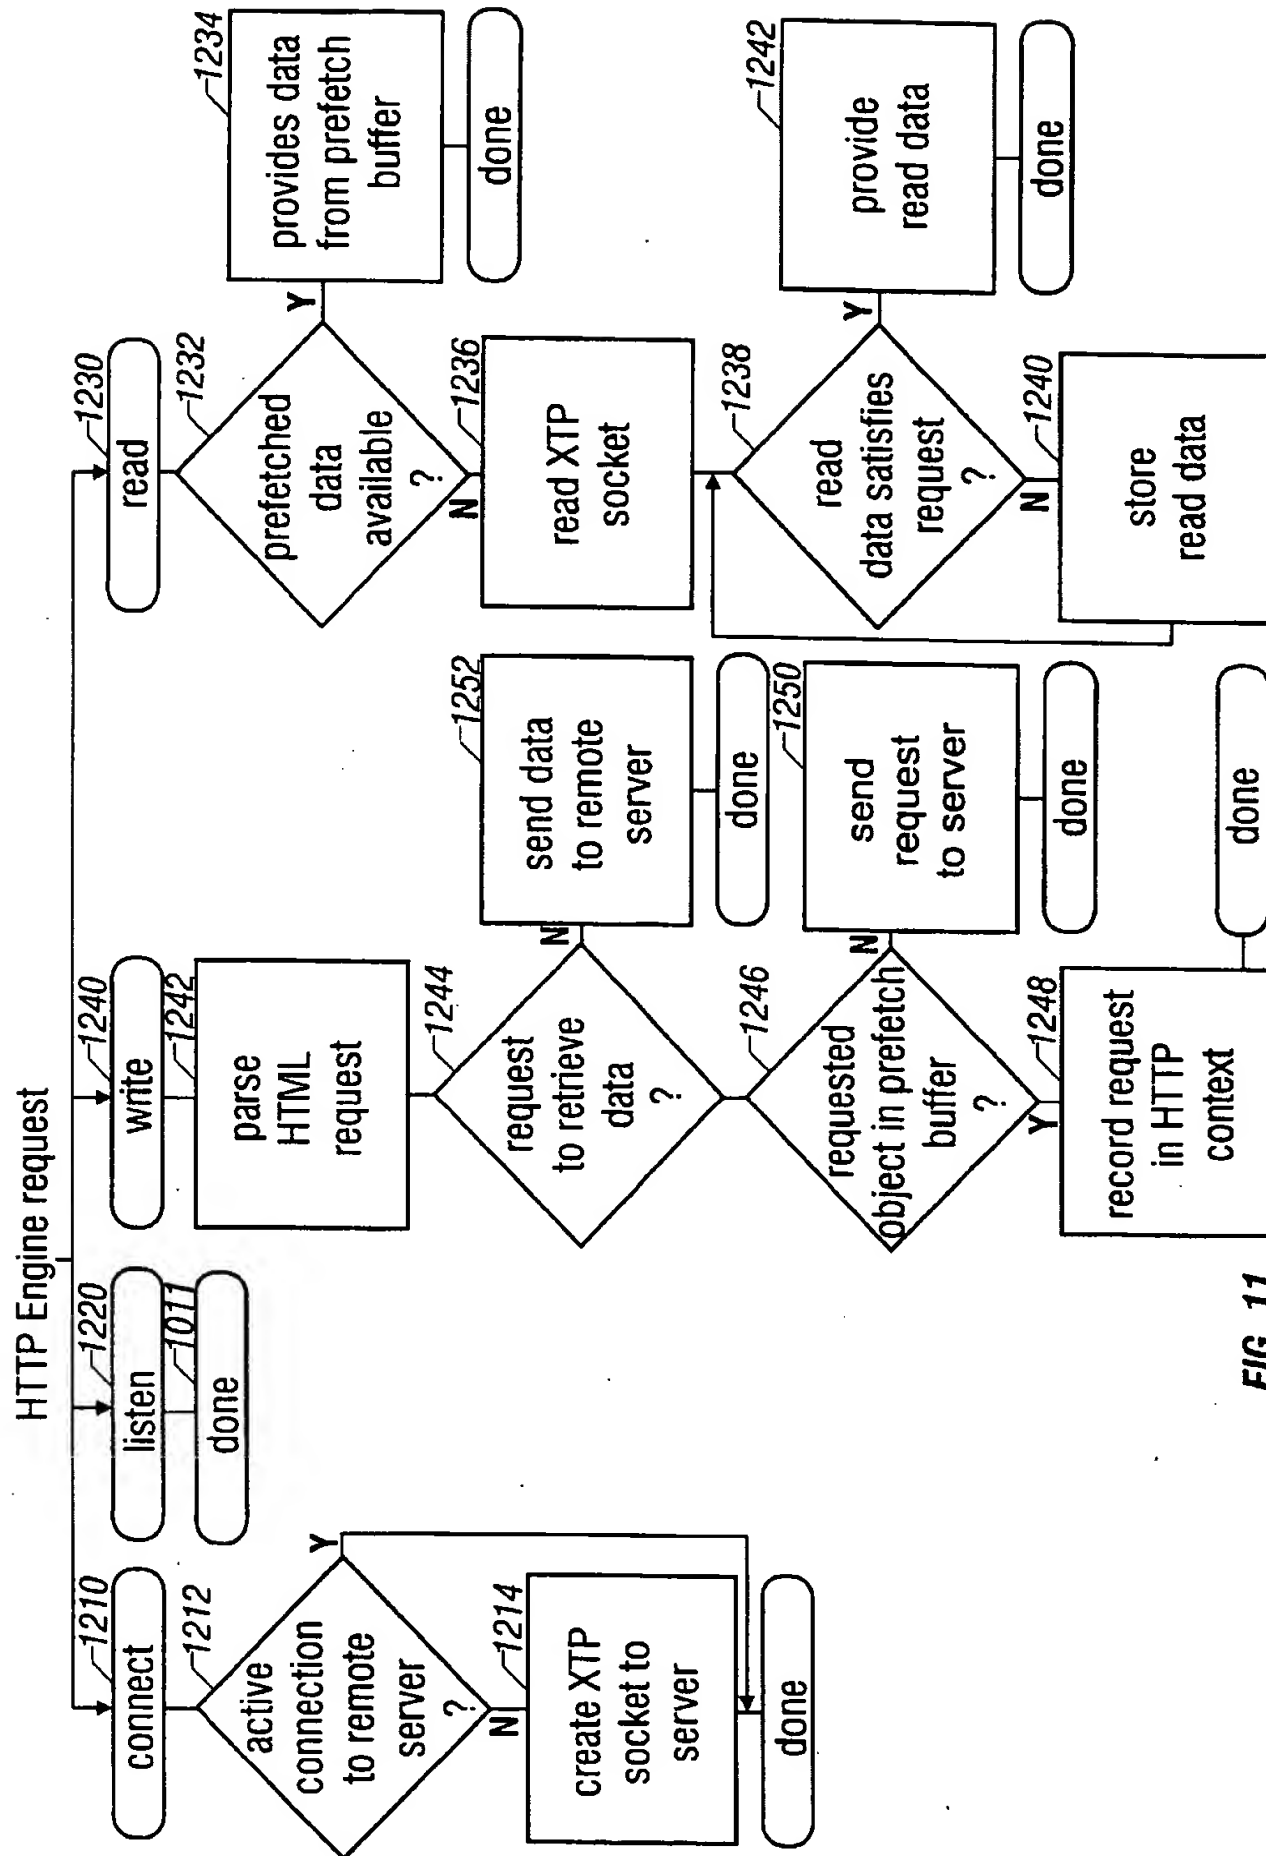 HTTP Engine request
1210
connect
1212
active
connection
to remote
server
?
Y
N
1214
create XTP
socket to
server
done
1220
listen
1011
done
1240
write
1242
parse
HTML
request
1244
request
to retrieve
data
?
N
1252
send data
to remote
server
done
1246
requested
object in prefetch
buffer
?
N
1250
send
request
to server
done
Y
1248
record request
in HTTP
context
done
1230
read
1232
prefetched
data
available
?
Y
1234
provides data
from prefetch
buffer
done
N
1236
read XTP
socket
1238
read
data satisfies
request
?
Y
1242
provide
read data
done
N
1240
store
read data
FIG. 11